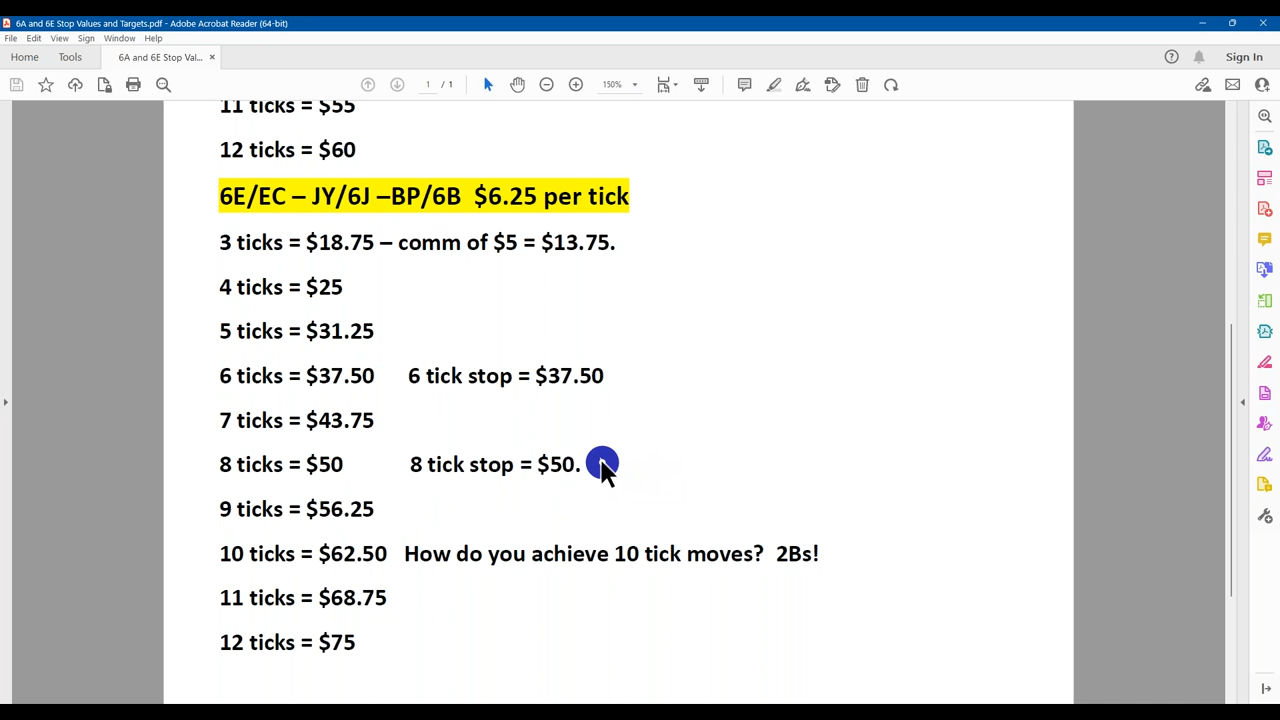 6A and 6E Stop Values and Targets.pdf - Adobe Acrobat Reader (64-bit)
File Edit View Sign Window Help
Home Tools 6A and 6E Stop Val... × Sign In
1 / 1 150%
11 ticks = $55
12 ticks = $60
6E/EC – JY/6J –BP/6B $6.25 per tick
3 ticks = $18.75 – comm of $5 = $13.75.
4 ticks = $25
5 ticks = $31.25
6 ticks = $37.50 6 tick stop = $37.50
7 ticks = $43.75
8 ticks = $50 8 tick stop = $50.
9 ticks = $56.25
10 ticks = $62.50 How do you achieve 10 tick moves? 2Bs!
11 ticks = $68.75
12 ticks = $75